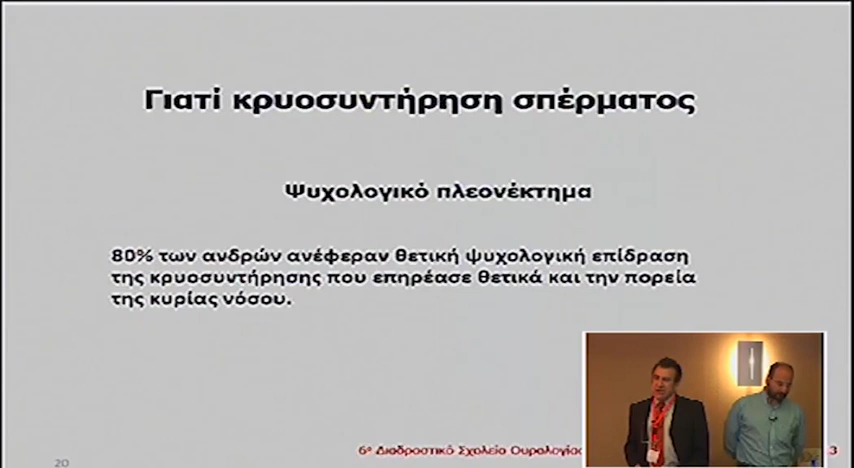 Γιατί κρυοσυντήρηση σπέρματος
Ψυχολογικό πλεονέκτημα
80% των ανδρών ανέφεραν θετική ψυχολογική επίδραση
της κρυοσυντήρησης που επηρέασε θετικά και την πορεία
της κυρίας νόσου.
20
6º Διαδραστικό Σχολείο Ουρολογίας
3